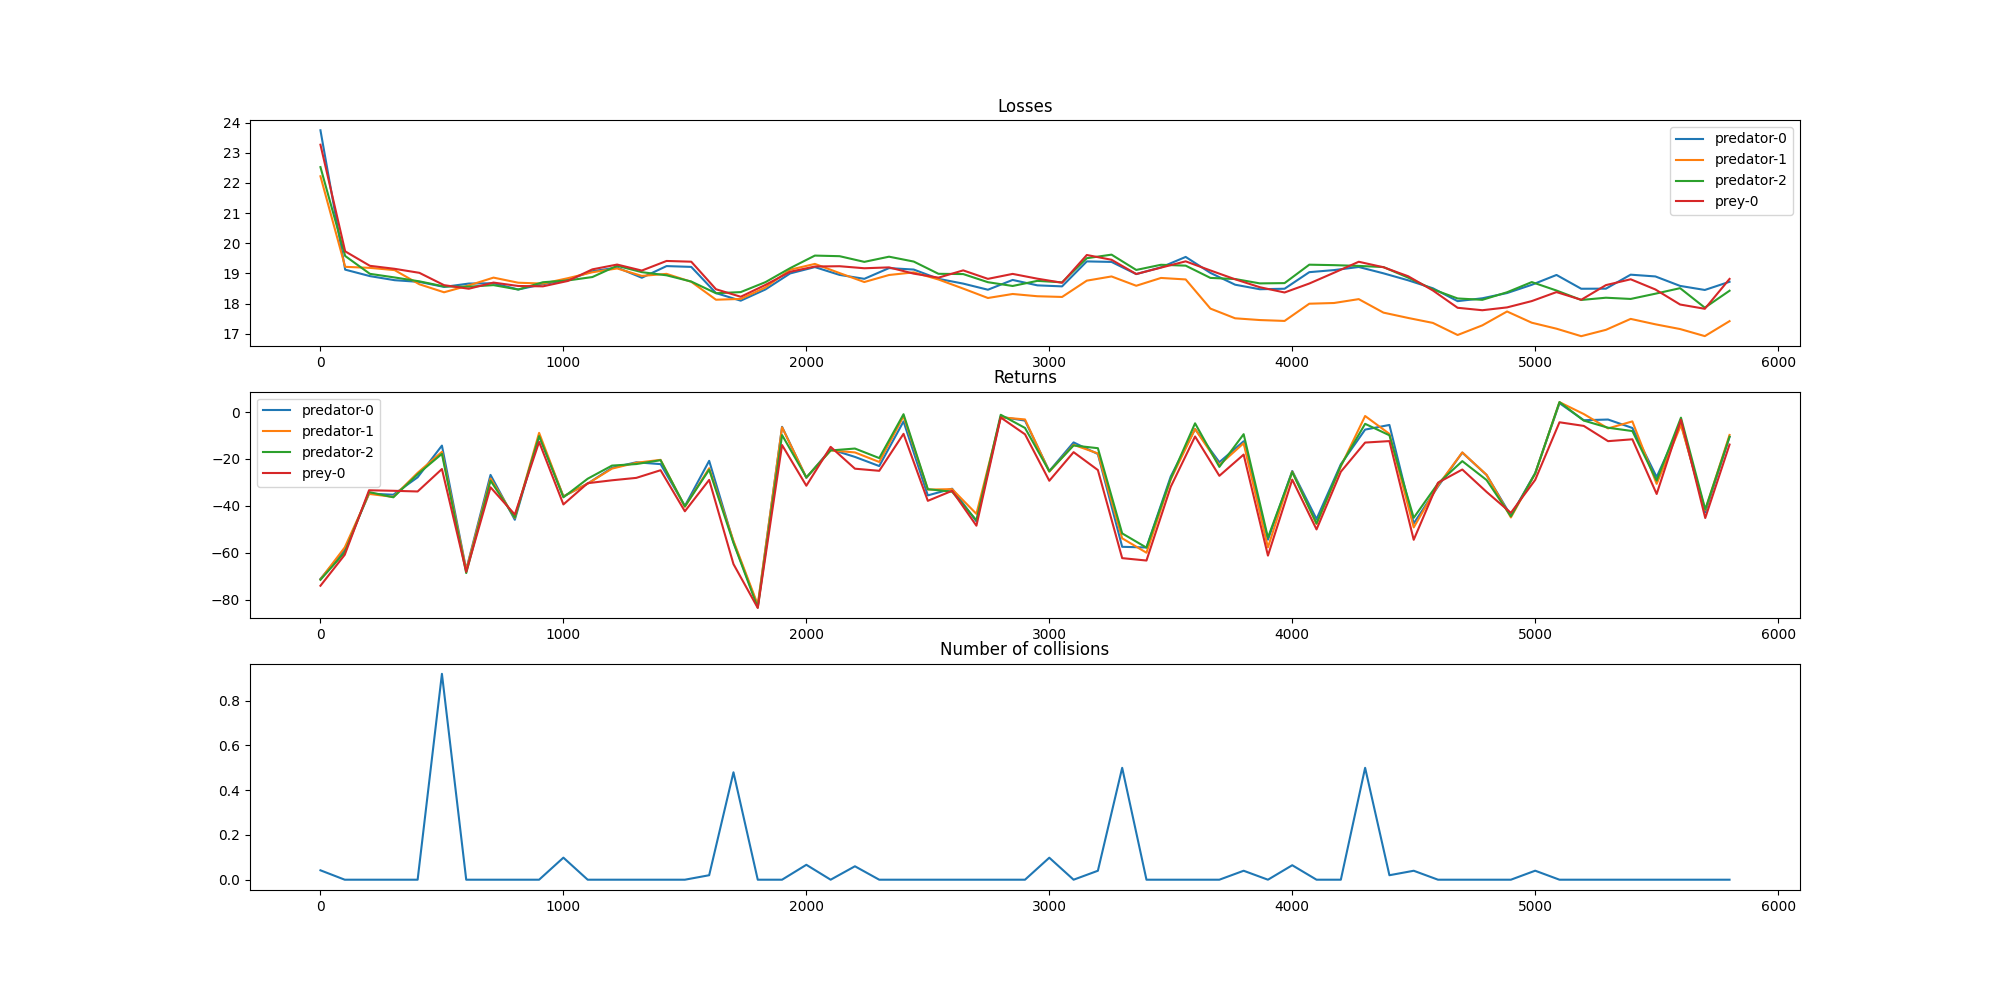 Losses
24
23
22
21
20
19
18
17
predator-0
predator-1
predator-2
prey-0
0 1000 2000 3000 4000 5000 6000
Returns
0
−20
−40
−60
−80
predator-0
predator-1
predator-2
prey-0
0 1000 2000 3000 4000 5000 6000
Number of collisions
0.8
0.6
0.4
0.2
0.0
0 1000 2000 3000 4000 5000 6000